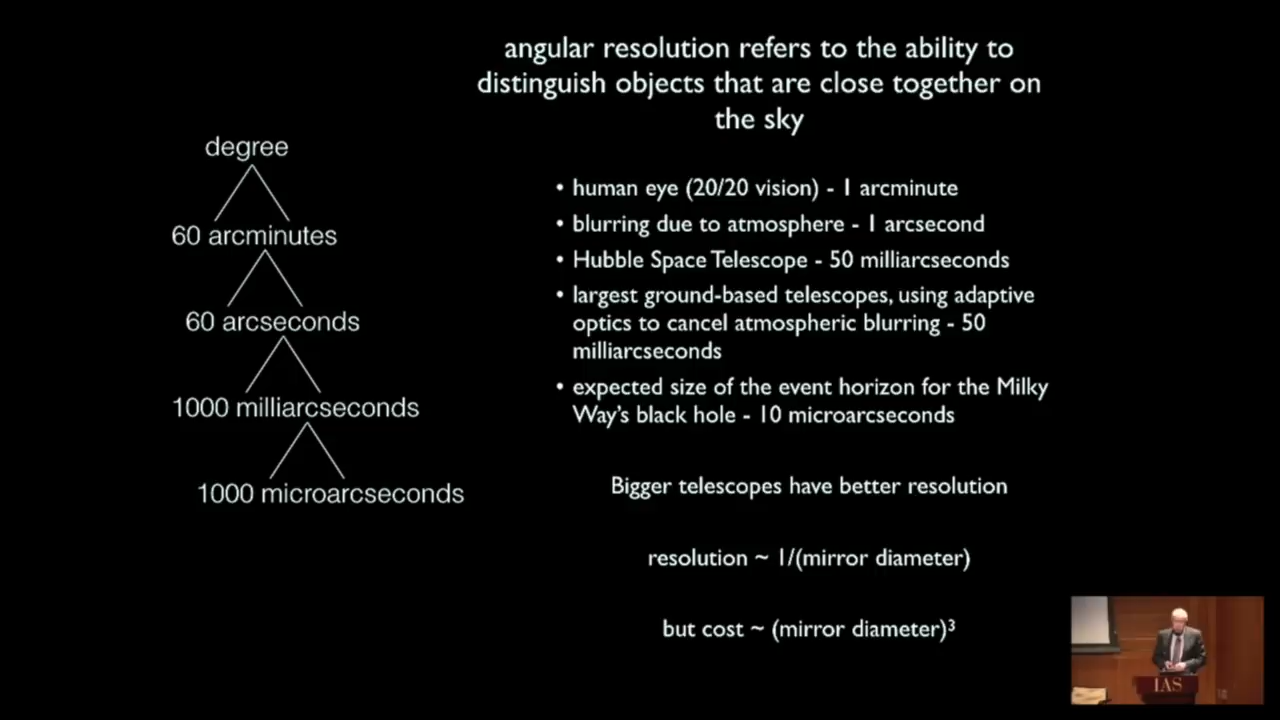 angular resolution refers to the ability to
distinguish objects that are close together on
the sky
degree
60 arcminutes
60 arcseconds
1000 milliarcseconds
1000 microarcseconds
• human eye (20/20 vision) - 1 arcminute
• blurring due to atmosphere - 1 arcsecond
• Hubble Space Telescope - 50 milliarcseconds
• largest ground-based telescopes, using adaptive
optics to cancel atmospheric blurring - 50
milliarcseconds
• expected size of the event horizon for the Milky
Way's black hole - 10 microarcseconds
Bigger telescopes have better resolution
resolution ~ 1/(mirror diameter)
but cost ~ (mirror diameter)³
IAS